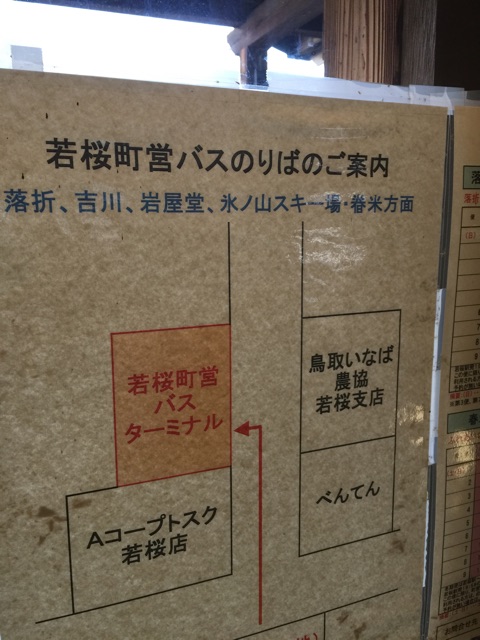 若桜町営バスのりばのご案内
落折、吉川、岩屋堂、氷ノ山スキー場・舂米方面
若桜町営
バス
ターミナル
鳥取いなば
農協
若桜支店
べんてん
Aコープトスク
若桜店